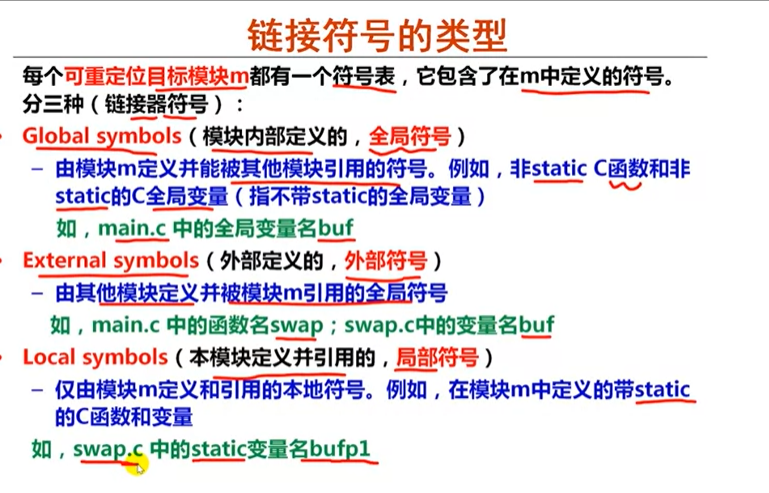 链接符号的类型
每个可重定位目标模块m都有一个符号表，它包含了在m中定义的符号。
分三种（链接器符号）：
Global symbols（模块内部定义的，全局符号）
– 由模块m定义并能被其他模块引用的符号。例如，非static C函数和非
static的C全局变量（指不带static的全局变量）
如，main.c 中的全局变量名buf
External symbols（外部定义的，外部符号）
– 由其他模块定义并被模块m引用的全局符号
如，main.c 中的函数名swap；swap.c中的变量名buf
Local symbols（本模块定义并引用的，局部符号）
– 仅由模块m定义和引用的本地符号。例如，在模块m中定义的带static
的C函数和变量
如，swap.c 中的static变量名bufp1